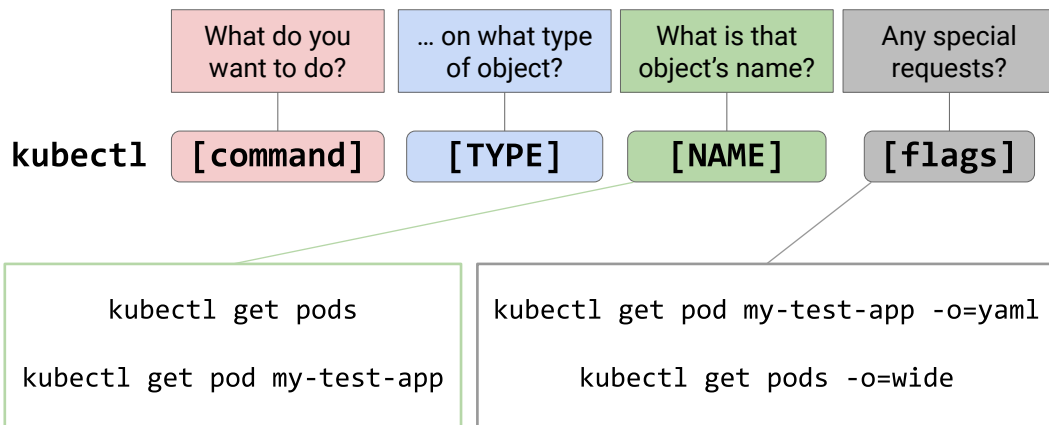 What do you
want to do?
… on what type
of object?
What is that
object’s name?
Any special
requests?
kubectl [command] [TYPE] [NAME] [flags]
kubectl get pods
kubectl get pod my-test-app
kubectl get pod my-test-app -o=yaml
kubectl get pods -o=wide